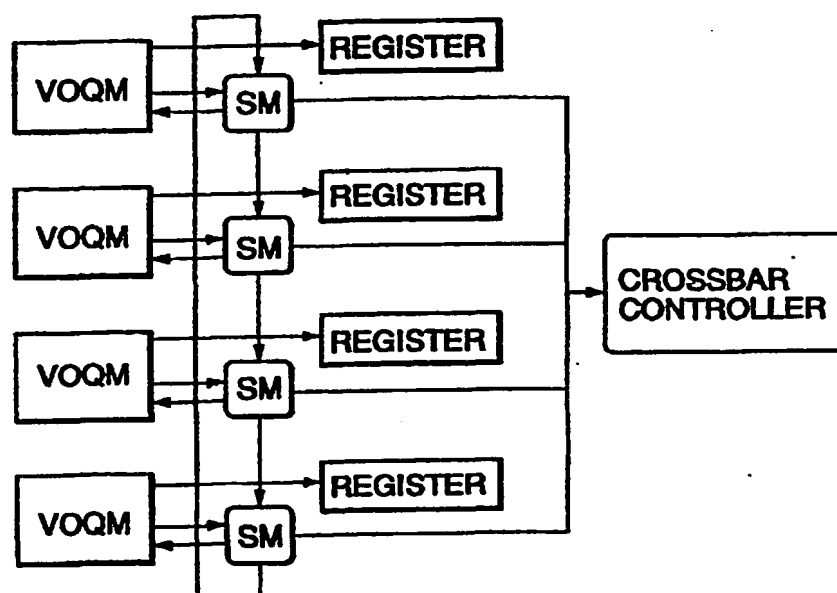 REGISTER
VOQM
SM
REGISTER
VOQM
SM
CROSSBAR
CONTROLLER
REGISTER
VOQM
SM
REGISTER
VOQM
SM